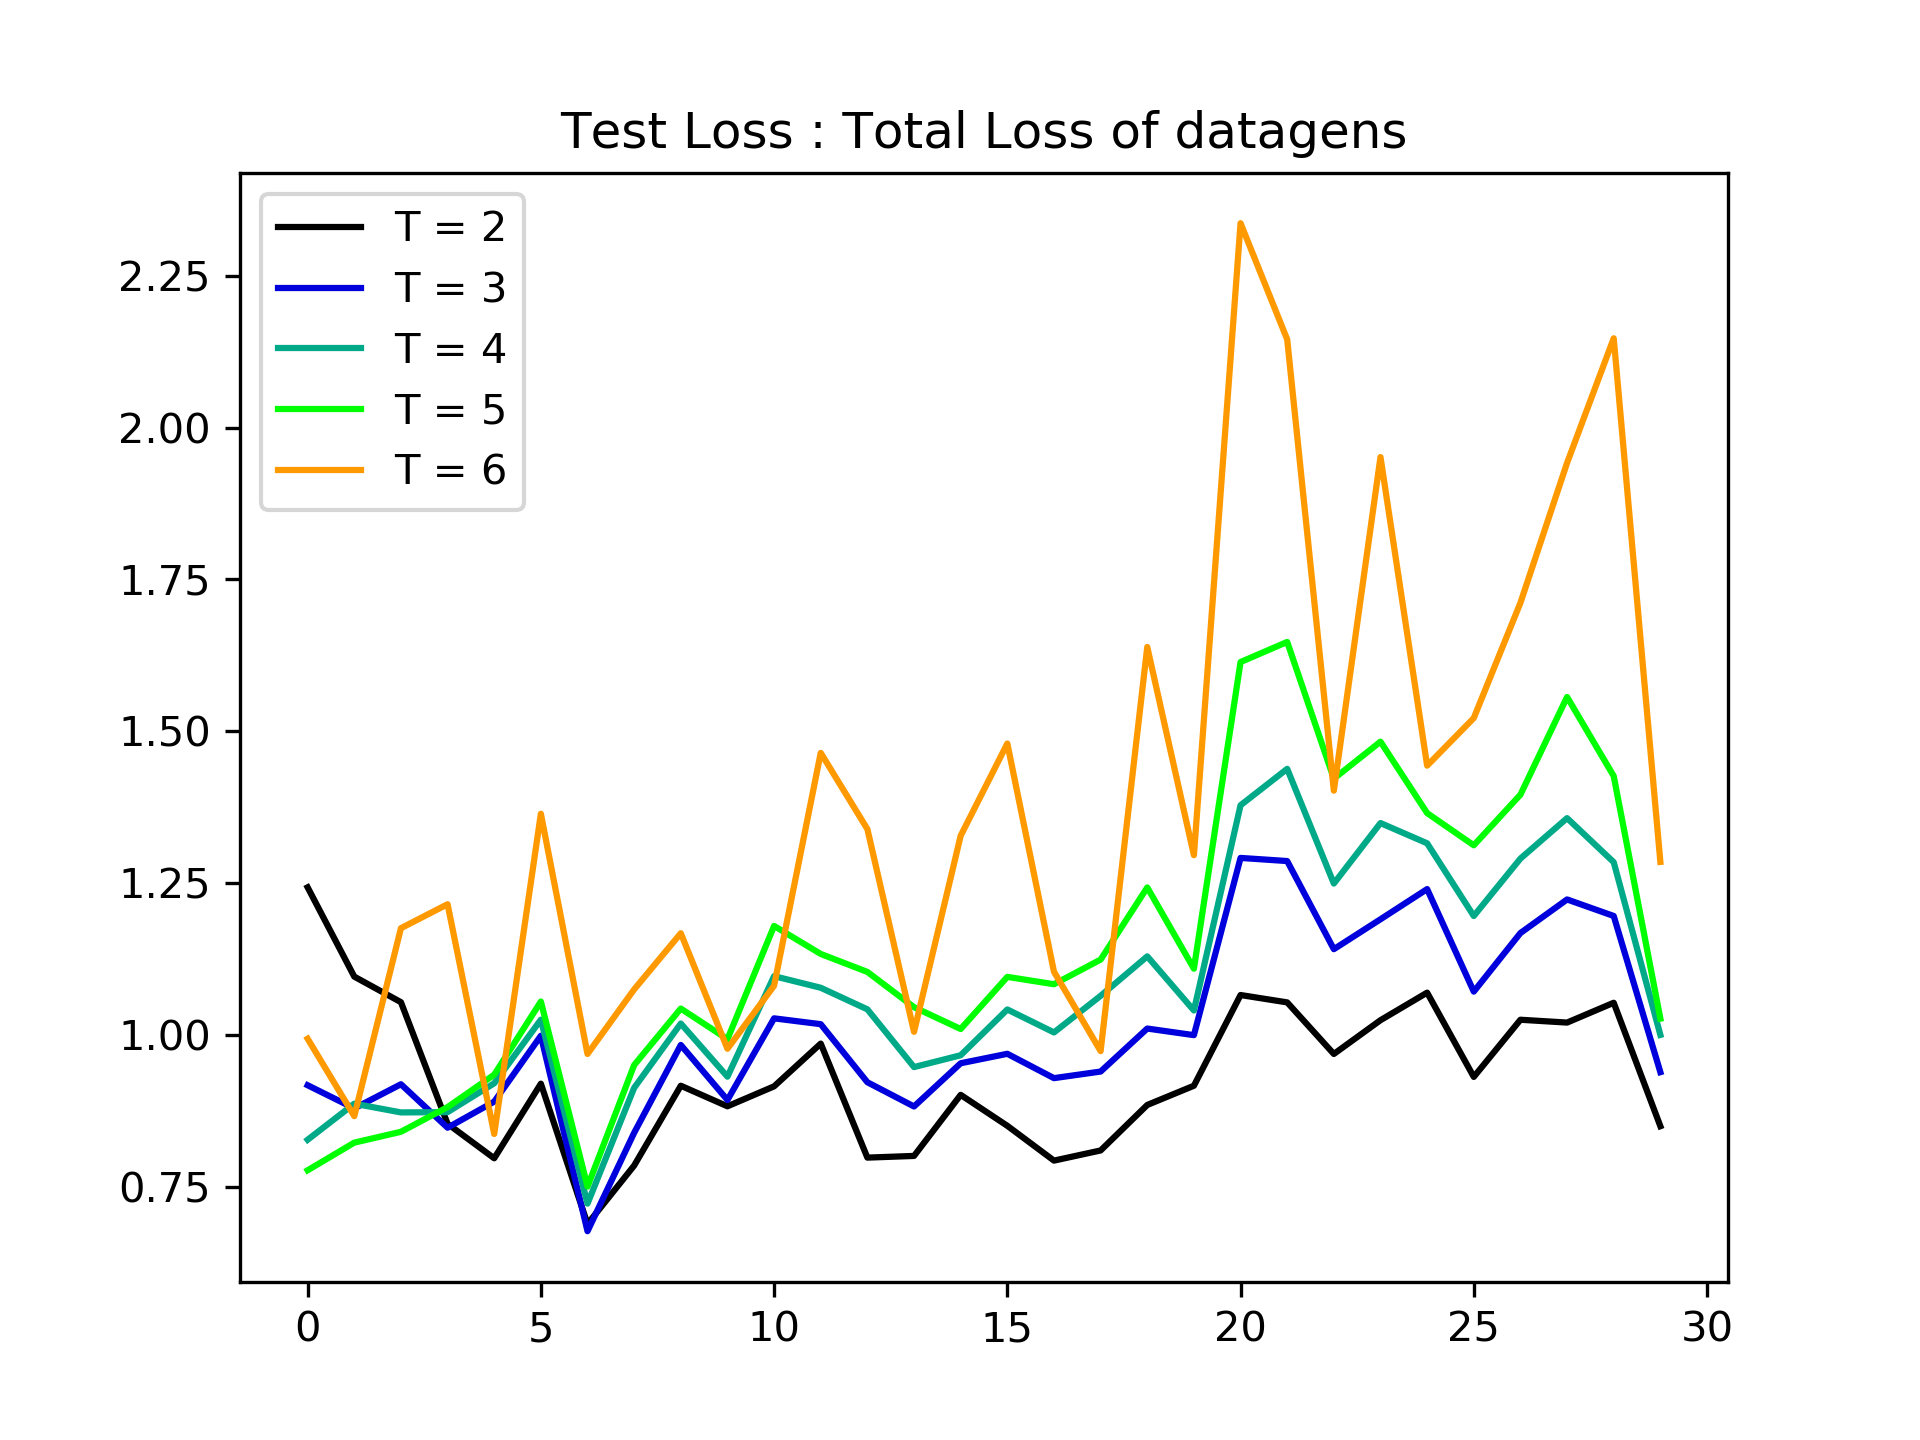 Test Loss : Total Loss of datagens
T = 2
T = 3
T = 4
T = 5
T = 6
2.25
2.00
1.75
1.50
1.25
1.00
0.75
0 5 10 15 20 25 30